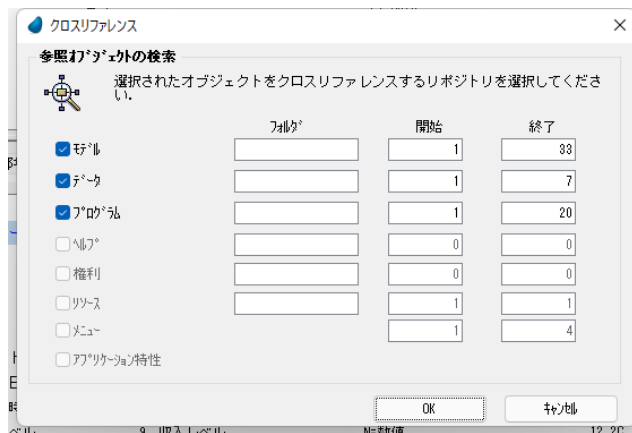 クロスリファレンス
参照ｵﾌﾞｼﾞｪｸﾄの検索
選択されたオブジェクトをクロスリファレンスするリポジトリを選択してくださ
い.
ﾌｫﾙﾀﾞ 開始 終了
ﾓﾃﾞﾙ 1 33
ﾃﾞｰﾀ 1 7
ﾌﾟﾛｸﾞﾗﾑ 1 20
ﾍﾙﾌﾟ 0 0
権利 0 0
ﾘｿｰｽ 1 1
ﾒﾆｭｰ 1 4
ｱﾌﾟﾘｹｰｼｮﾝ特性
OK ｷｬﾝｾﾙ